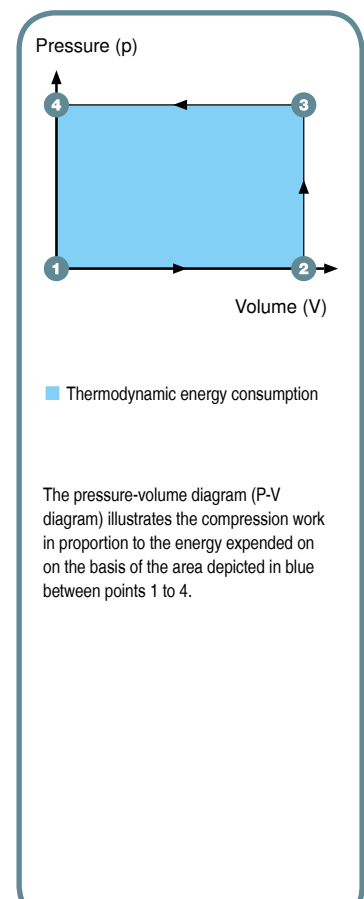 Pressure (p)
4
3
1
2
Volume (V)
Thermodynamic energy consumption
The pressure-volume diagram (P-V
diagram) illustrates the compression work
in proportion to the energy expended on
on the basis of the area depicted in blue
between points 1 to 4.